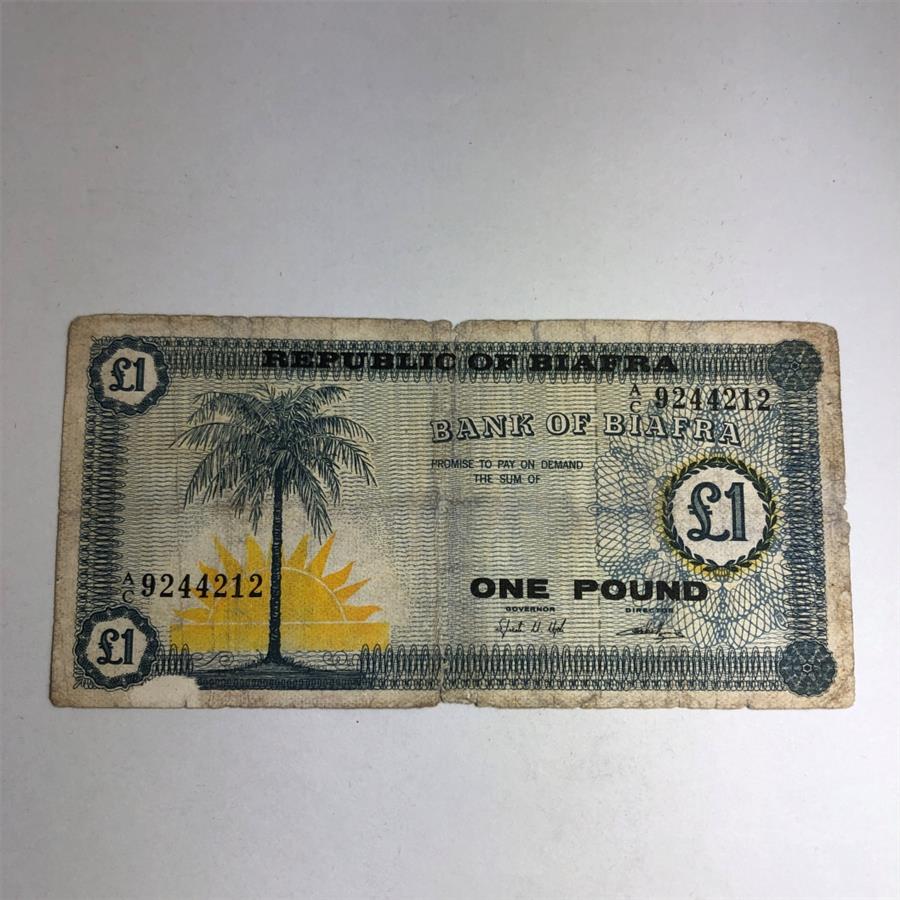 £1
REPUBLIC OF BIAFRA
A/C 9244212
BANK OF BIAFRA
PROMISE TO PAY ON DEMAND
THE SUM OF
£1
A/C 9244212
ONE POUND
GOVERNOR DIRECTOR
£1